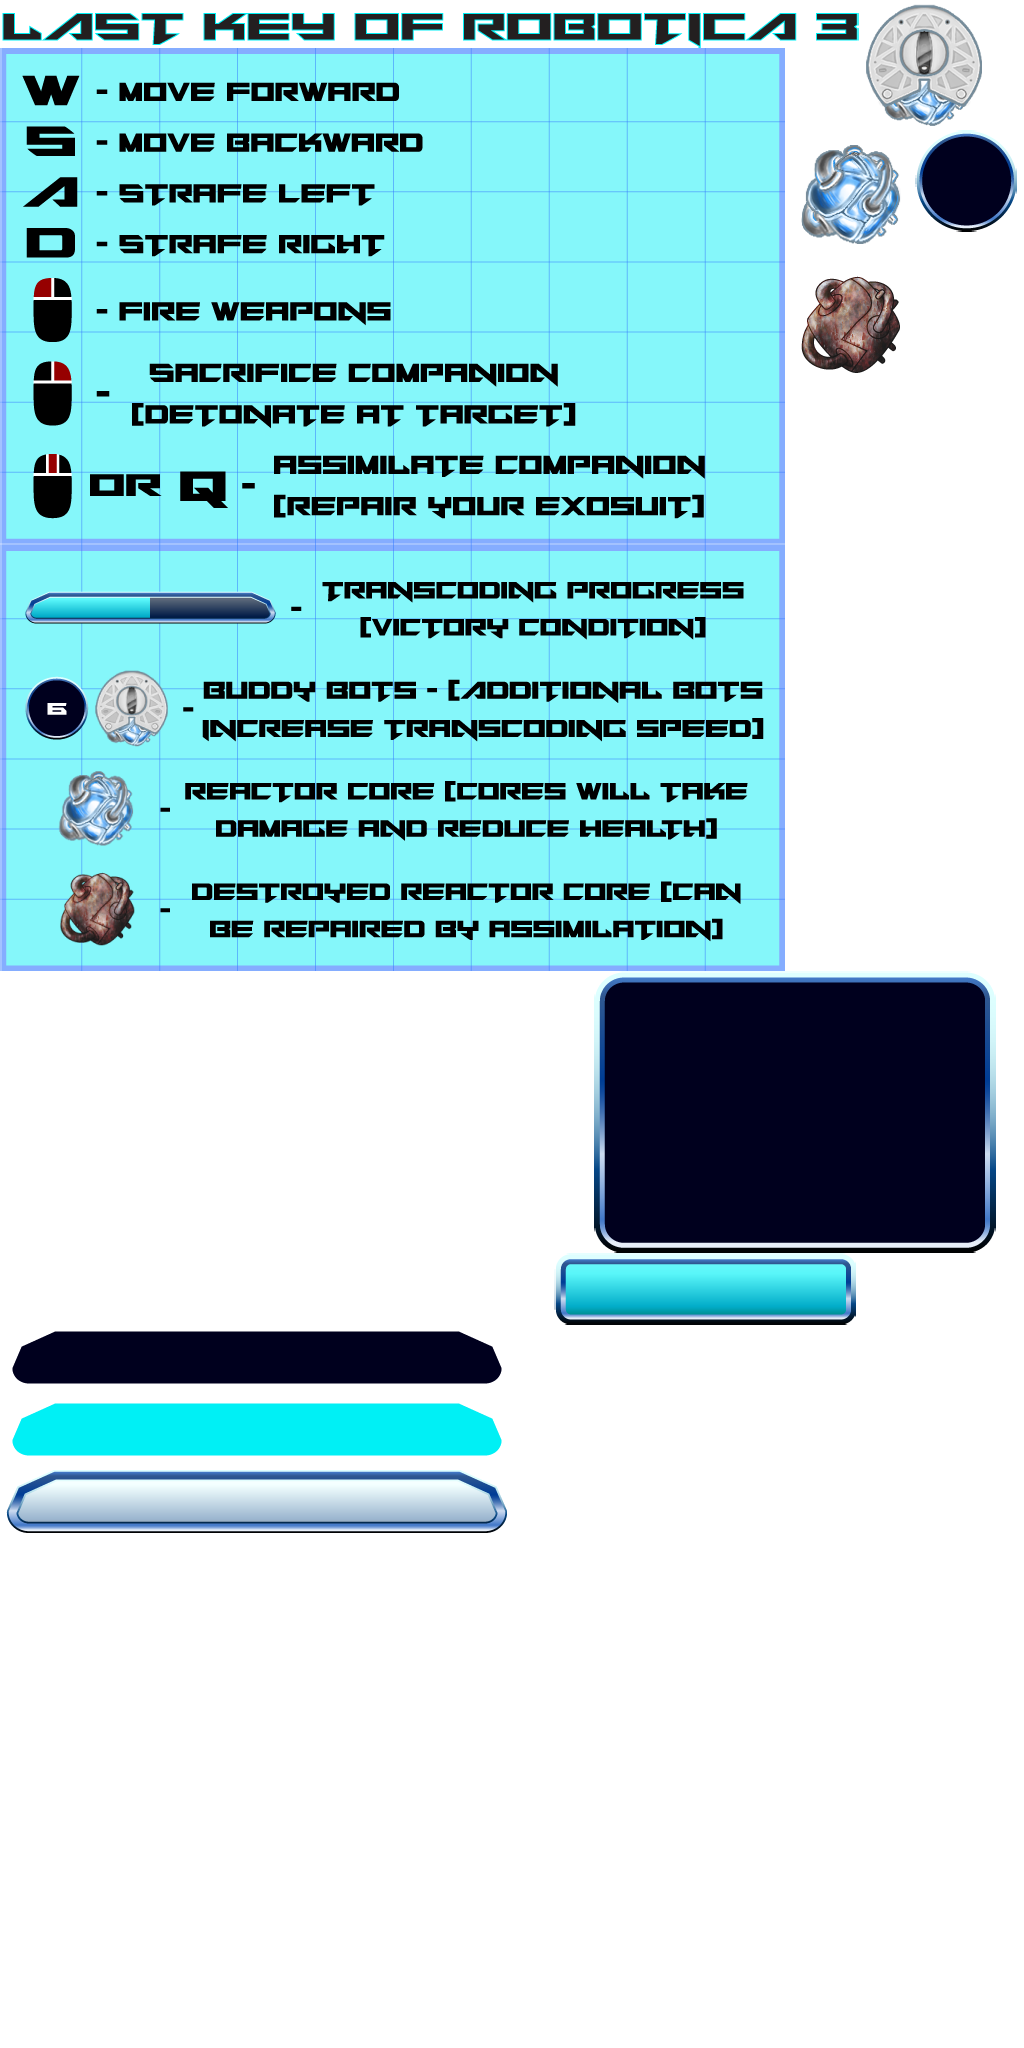 LAST KEY OF ROBOTICA 3
W - MOVE FORWARD
S - MOVE BACKWARD
A - STRAFE LEFT
D - STRAFE RIGHT
- FIRE WEAPONS
- SACRIFICE COMPANION
[DETONATE AT TARGET]
OR Q - ASSIMILATE COMPANION
[REPAIR YOUR EXOSUIT]
- TRANSCODING PROGRESS
[VICTORY CONDITION]
6 - BUDDY BOTS - [ADDITIONAL BOTS
INCREASE TRANSCODING SPEED]
- REACTOR CORE [CORES WILL TAKE
DAMAGE AND REDUCE HEALTH]
- DESTROYED REACTOR CORE [CAN
BE REPAIRED BY ASSIMILATION]